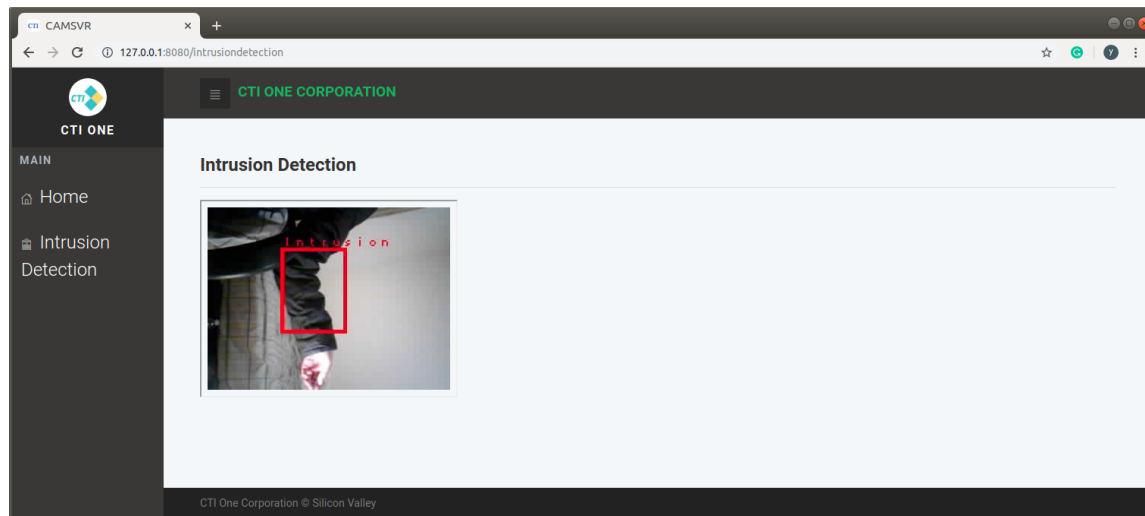 cn CAMSVR
127.0.0.1:8080/intrusiondetection
Y
CTI
CTI ONE
CTI ONE CORPORATION
MAIN
Home
Intrusion
Detection
Intrusion Detection
Intrusion
CTI One Corporation © Silicon Valley